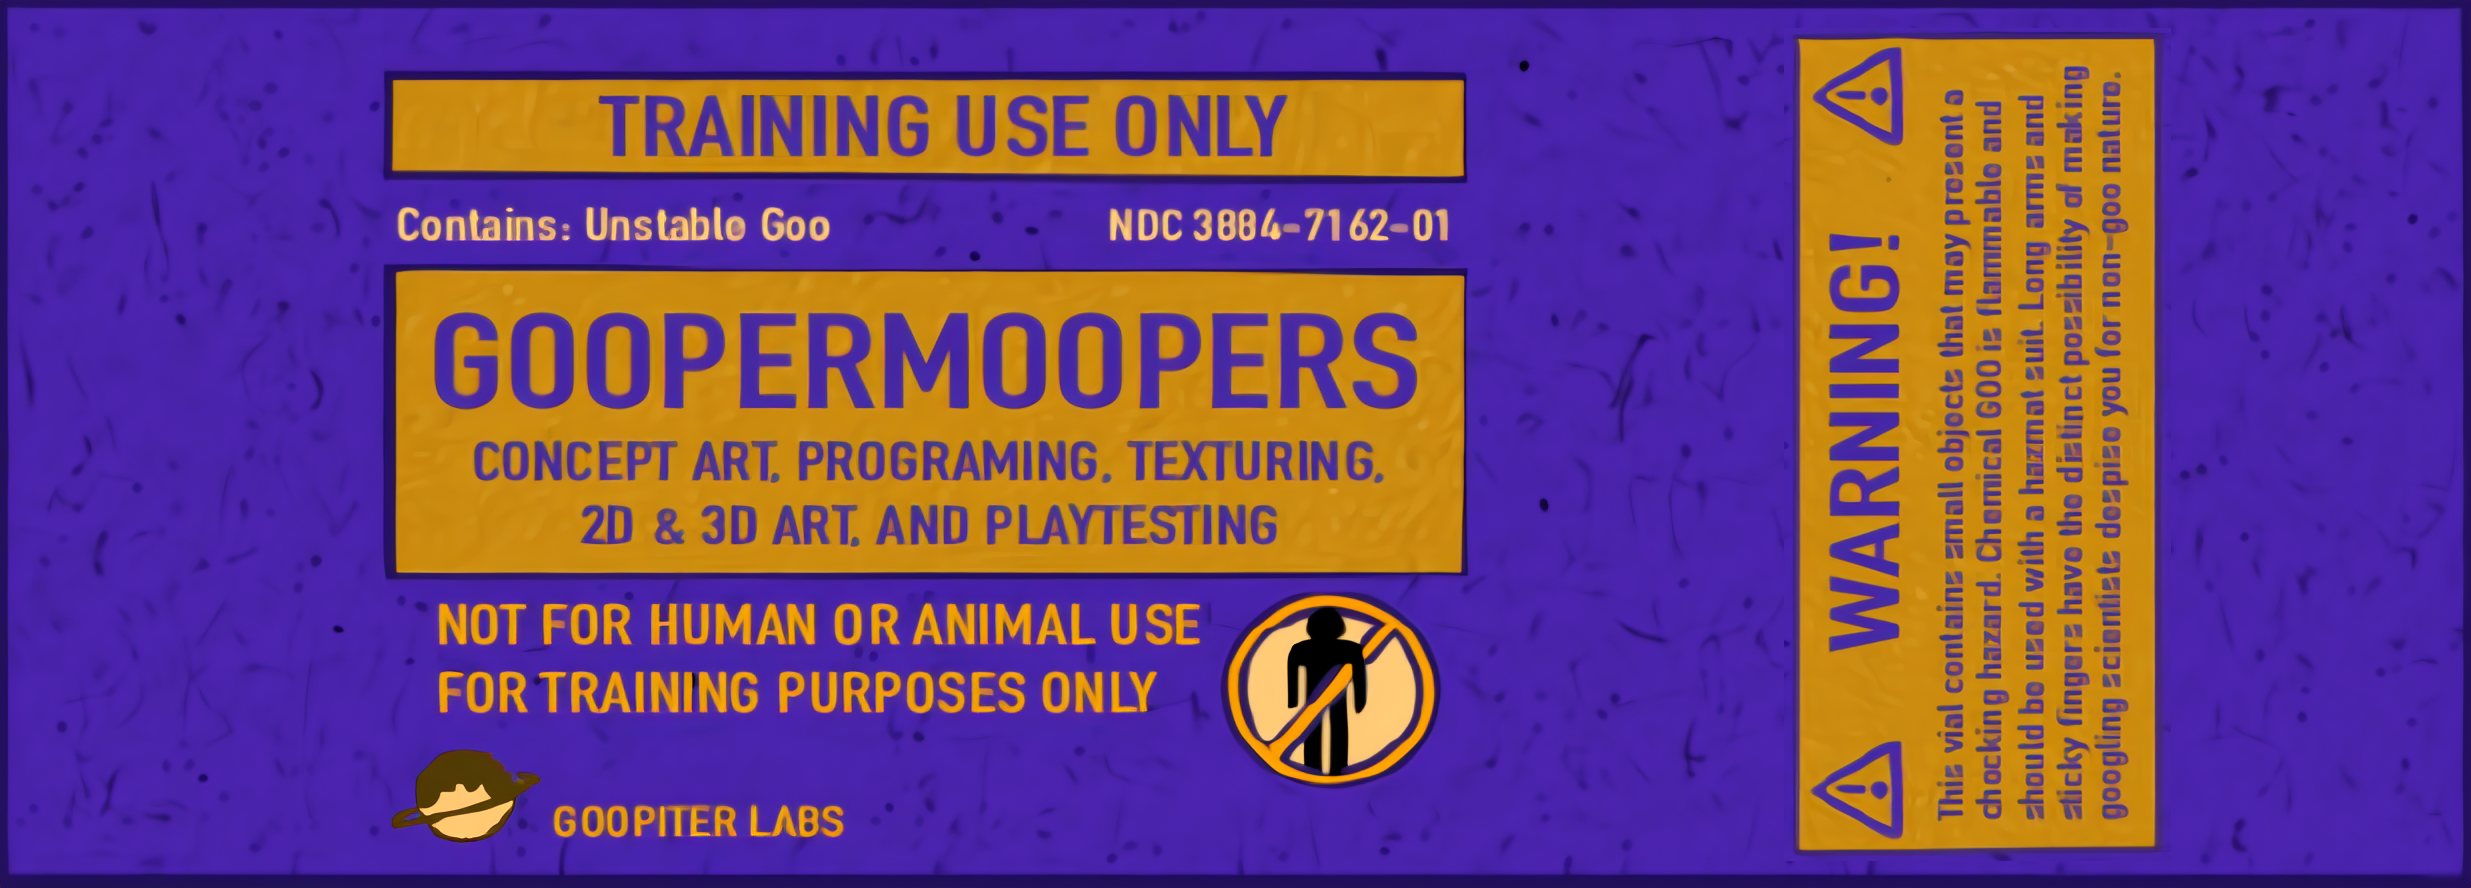 TRAINING USE ONLY
Contains: Unstable Goo
NDC 3884-7162-01
GOOPERMOOPERS
CONCEPT ART, PROGRAMING, TEXTURING,
2D & 3D ART, AND PLAYTESTING
NOT FOR HUMAN OR ANIMAL USE
FOR TRAINING PURPOSES ONLY
GOOPITER LABS
WARNING!
This vial contains small objects that may present a
chocking hazard. Chemical GOO is flammable and
should be used with a hazmat suit. Long arms and
sticky fingers have the distinct possibility of making
googling scientists despise you for non-goo nature.